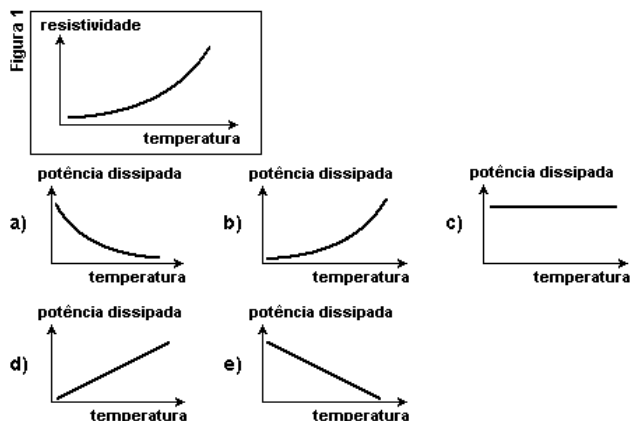 Figura 1
resistividade
temperatura
potência dissipada
a)
temperatura
potência dissipada
b)
temperatura
potência dissipada
c)
temperatura
potência dissipada
d)
temperatura
potência dissipada
e)
temperatura